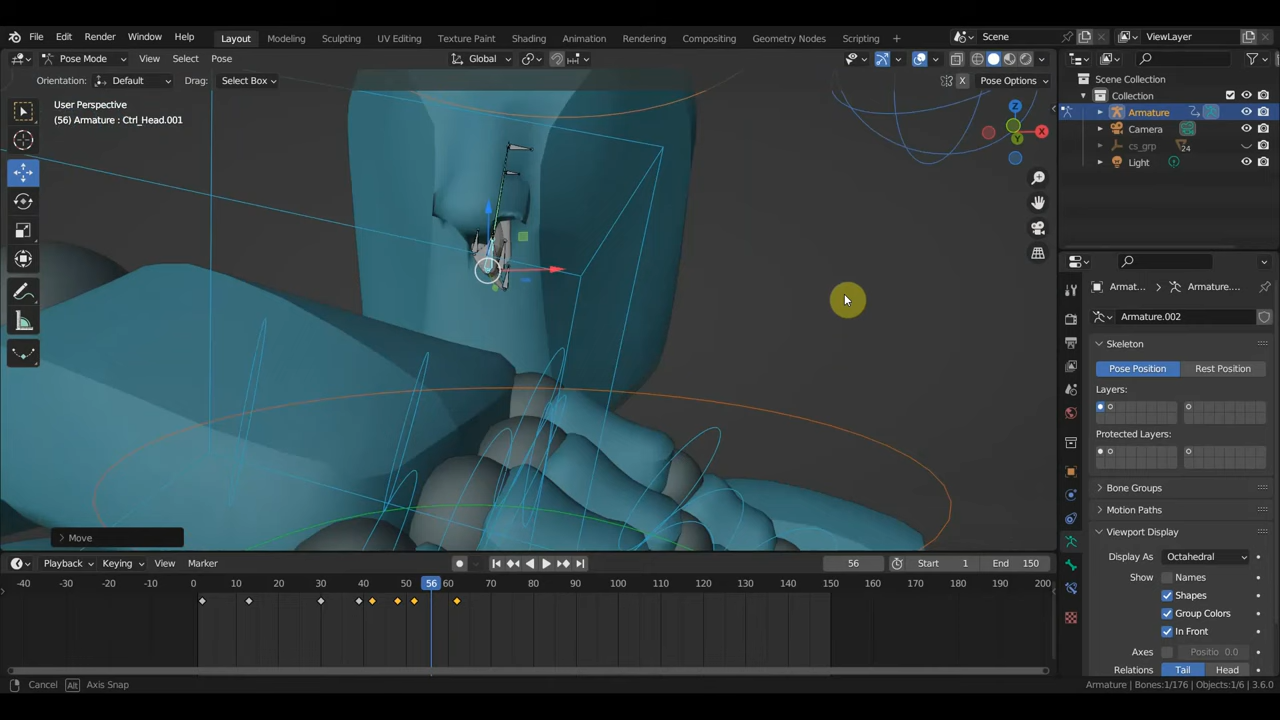 File Edit Render Window Help Layout Modeling Sculpting UV Editing Texture Paint Shading Animation Rendering Compositing Geometry Nodes Scripting + Scene ViewLayer
Pose Mode View Select Pose Global
Orientation: Default Drag: Select Box X Pose Options
User Perspective
(56) Armature : Ctrl_Head.001
Z
X
Y
Scene Collection
Collection
Armature
Camera
cs_grp 24
Light
Armat... Armature....
Armature.002
Skeleton
Pose Position Rest Position
Layers:
Protected Layers:
Bone Groups
Motion Paths
Viewport Display
Display As Octahedral
Show Names
Shapes
Group Colors
In Front
Axes Positio 0.0
Relations Tail Head
Move
Playback Keying View Marker 56 Start 1 End 150
-40 -30 -20 -10 0 10 20 30 40 50 56 60 70 80 90 100 110 120 130 140 150 160 170 180 190 200
Cancel Alt Axis Snap Armature | Bones:1/176 | Objects:1/6 | 3.6.0